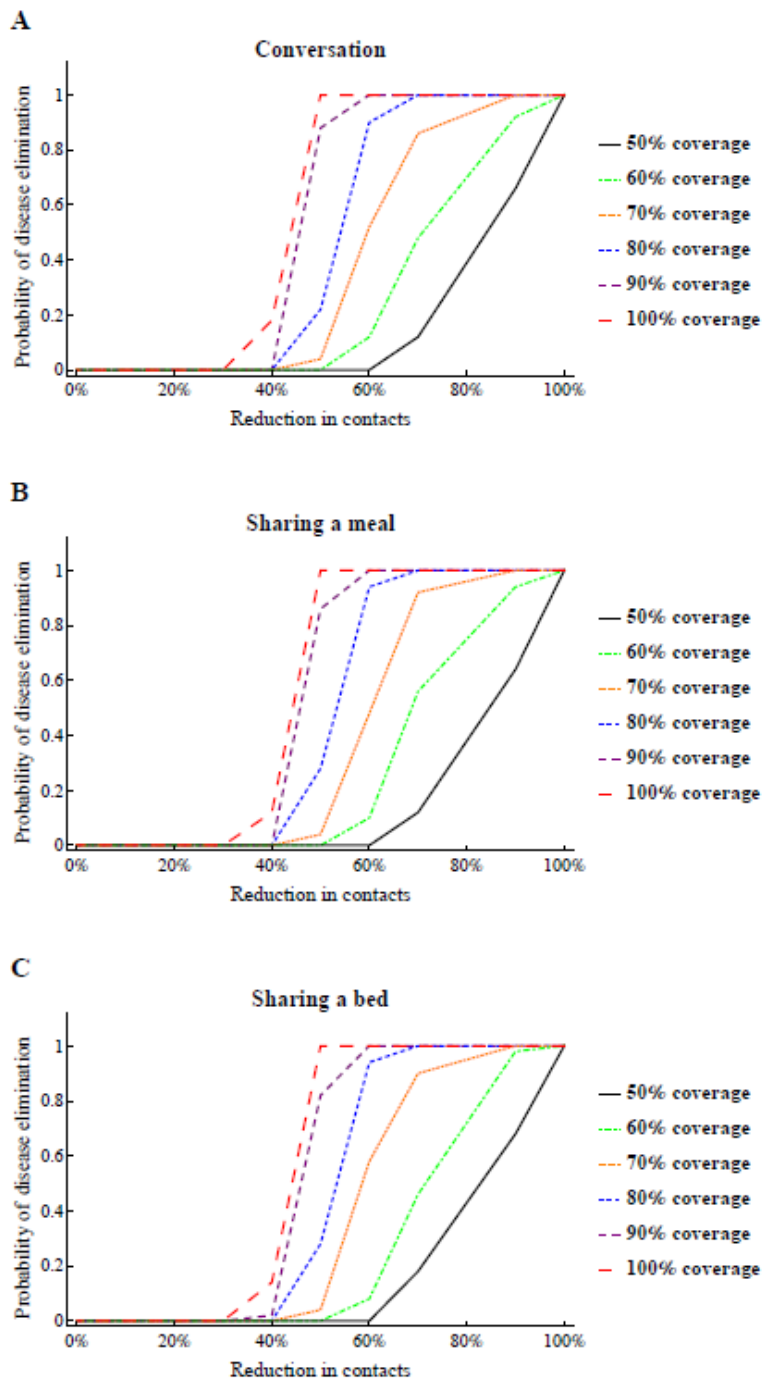 A
Conversation
Probability of disease elimination
1
0.8
0.6
0.4
0.2
0
0%
20%
40%
60%
80%
100%
Reduction in contacts
50% coverage
60% coverage
70% coverage
80% coverage
90% coverage
100% coverage
B
Sharing a meal
Probability of disease elimination
1
0.8
0.6
0.4
0.2
0
0%
20%
40%
60%
80%
100%
Reduction in contacts
50% coverage
60% coverage
70% coverage
80% coverage
90% coverage
100% coverage
C
Sharing a bed
Probability of disease elimination
1
0.8
0.6
0.4
0.2
0
0%
20%
40%
60%
80%
100%
Reduction in contacts
50% coverage
60% coverage
70% coverage
80% coverage
90% coverage
100% coverage